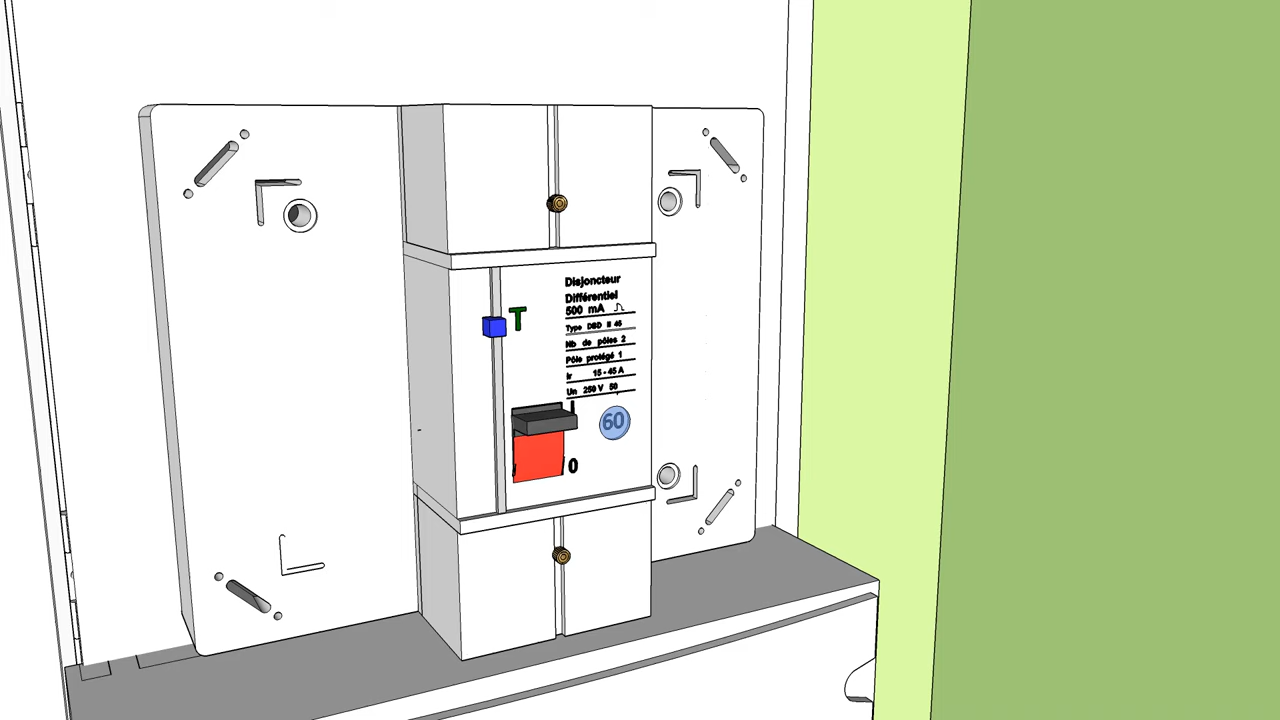 Disjoncteur
Différentiel
500 mA
T
Type DBD II 45
Nb de pôles 2
Pôle protégé 1
Ir 15 - 45 A
Un 250 V 50
I
60
0